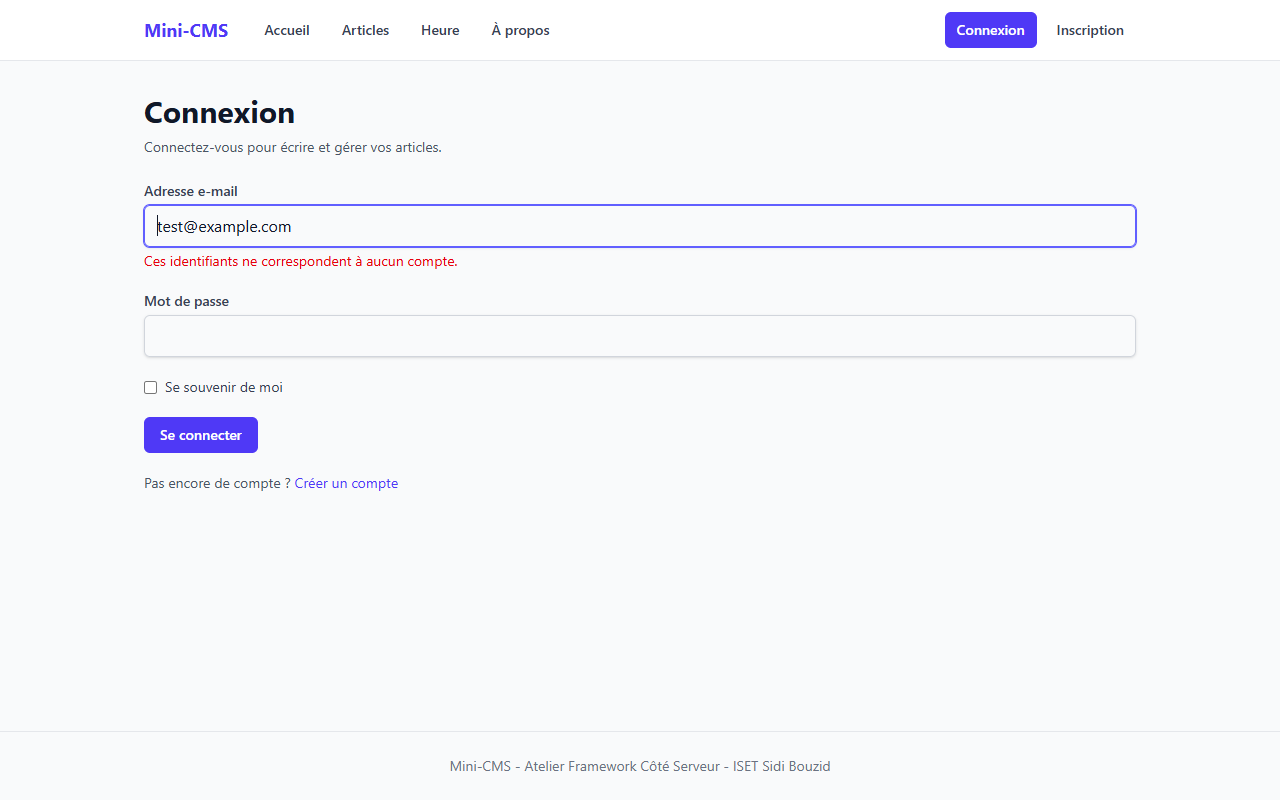 Mini-CMS Accueil Articles Heure À propos Connexion Inscription
Connexion
Connectez-vous pour écrire et gérer vos articles.
Adresse e-mail
test@example.com
Ces identifiants ne correspondent à aucun compte.
Mot de passe
Se souvenir de moi
Se connecter
Pas encore de compte ? Créer un compte
Mini-CMS - Atelier Framework Côté Serveur - ISET Sidi Bouzid